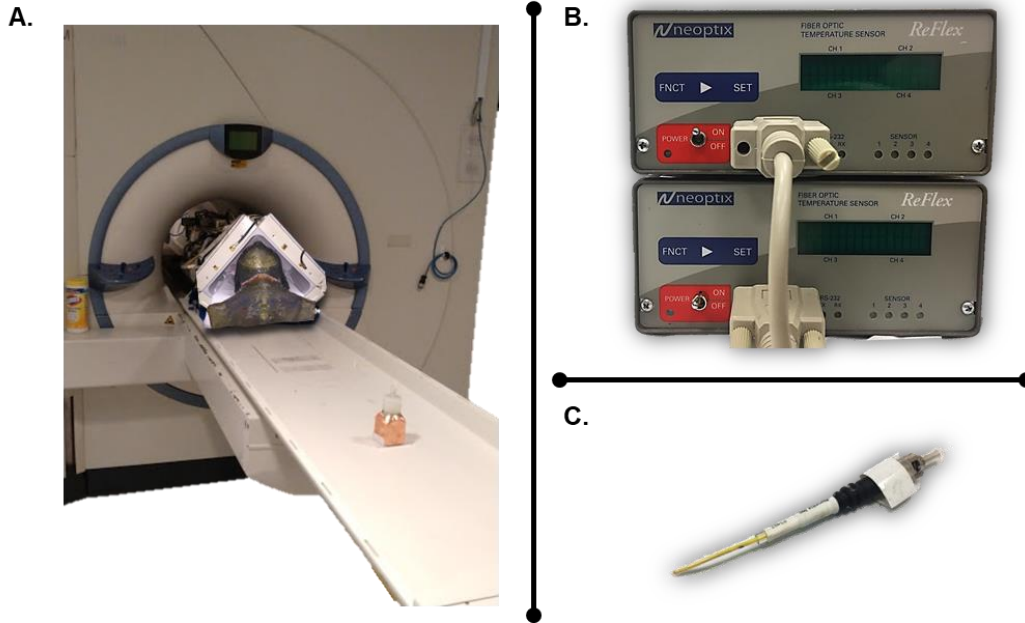 A.
B.
neoptix
FIBER OPTIC
TEMPERATURE SENSOR
ReFlex
CH 1 CH 2
FNCT SET
CH 3 CH 4
POWER ON
OFF
-232
RX
SENSOR
1 2 3 4
neoptix
FIBER OPTIC
TEMPERATURE SENSOR
ReFlex
CH 1 CH 2
FNCT SET
CH 3 CH 4
POWER ON
OFF
RS-232
RX
SENSOR
1 2 3 4
C.